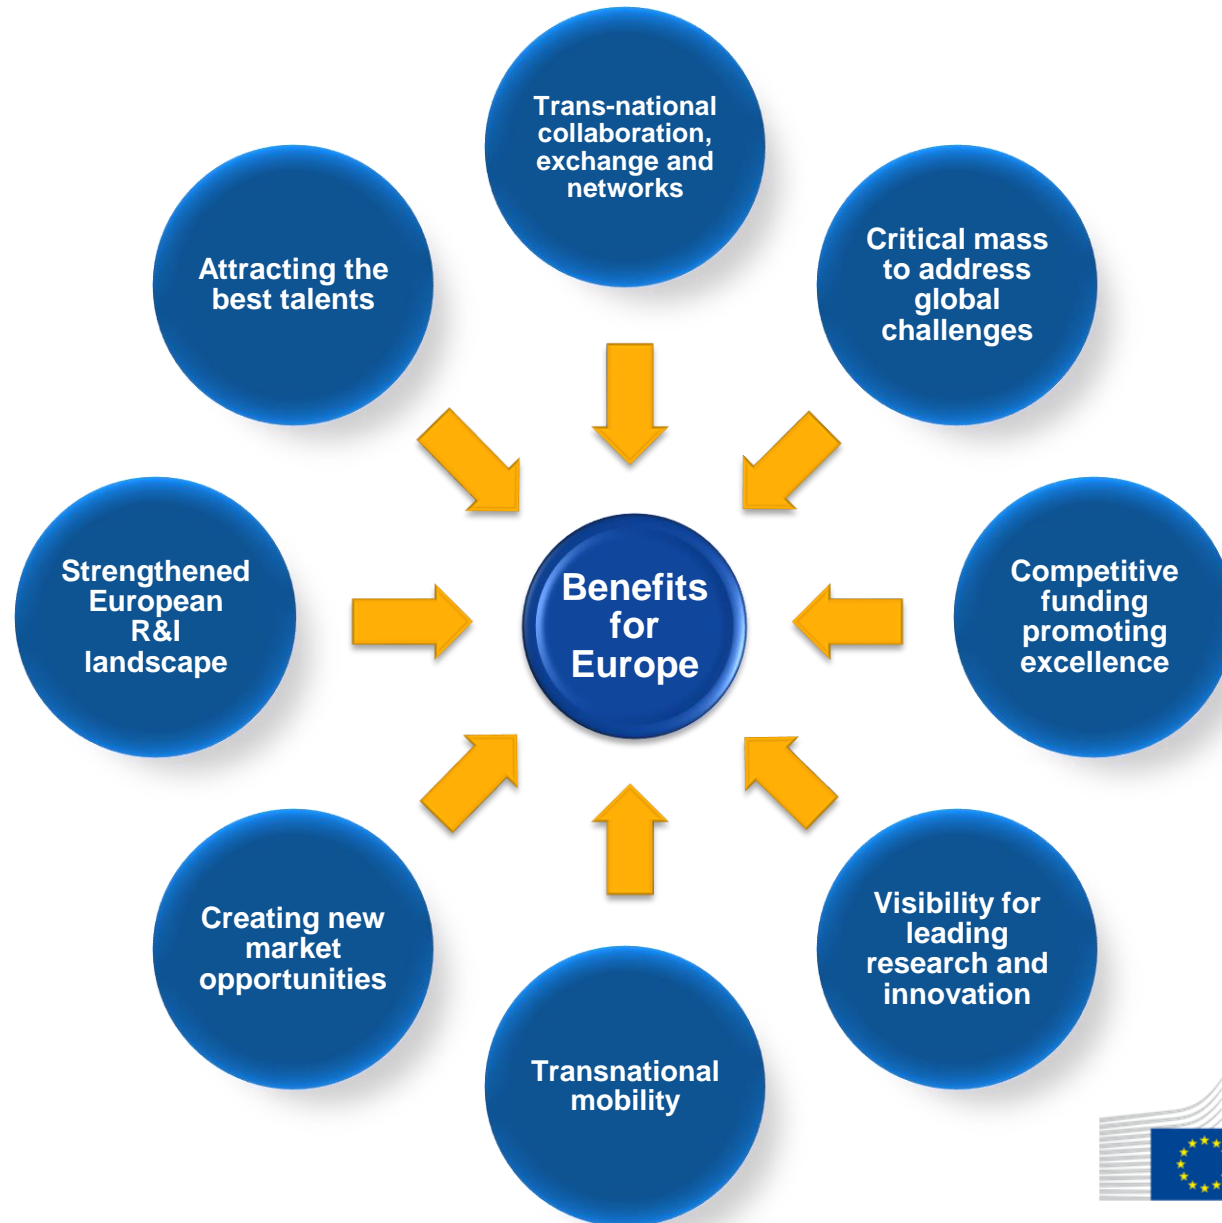 Trans-national
collaboration,
exchange and
networks
Critical mass
to address
global
challenges
Competitive
funding
promoting
excellence
Visibility for
leading
research and
innovation
Transnational
mobility
Creating new
market
opportunities
Strengthened
European
R&I
landscape
Attracting the
best talents
Benefits
for
Europe